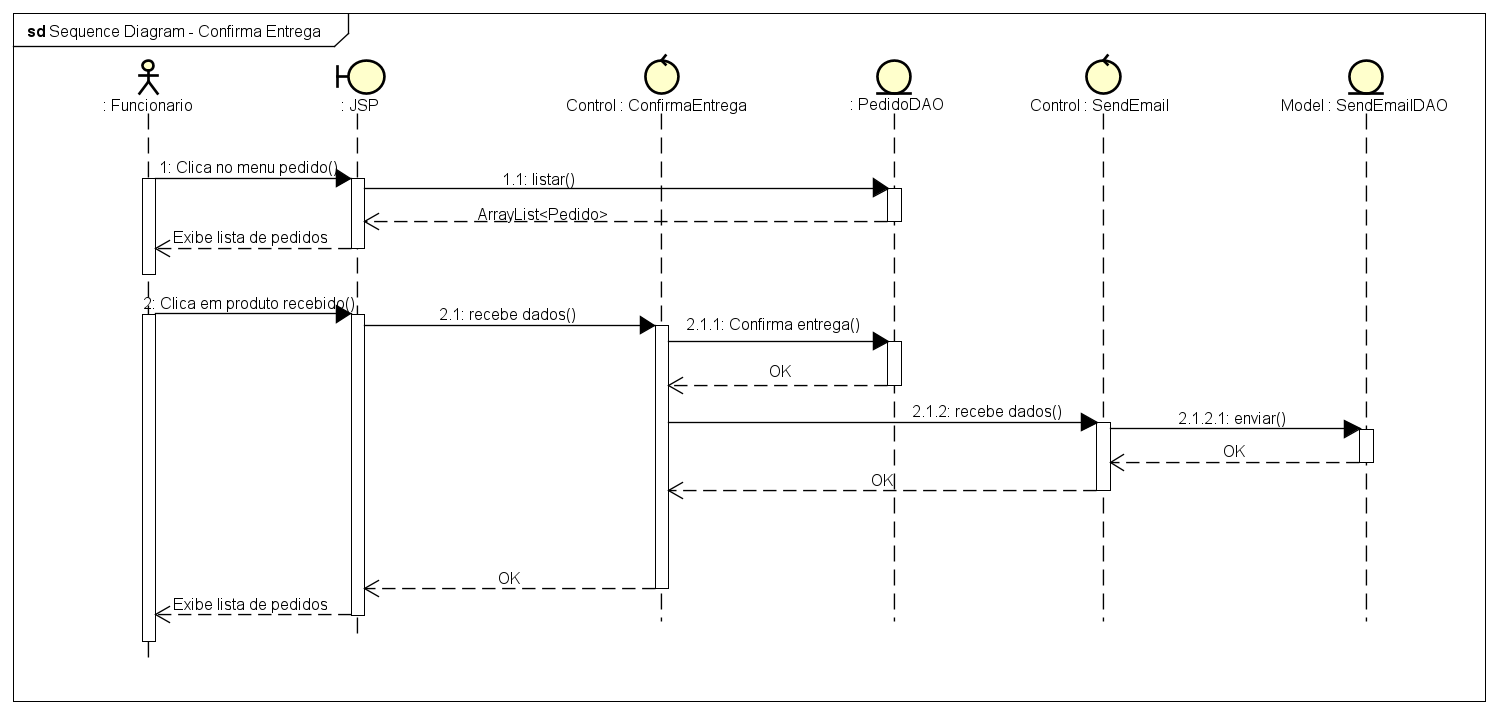 sd Sequence Diagram - Confirma Entrega
: Funcionario
: JSP
Control : ConfirmaEntrega
: PedidoDAO
Control : SendEmail
Model : SendEmailDAO
1: Clica no menu pedido()
1.1: listar()
ArrayList<Pedido>
Exibe lista de pedidos
2: Clica em produto recebido()
2.1: recebe dados()
2.1.1: Confirma entrega()
OK
2.1.2: recebe dados()
2.1.2.1: enviar()
OK
OK
OK
Exibe lista de pedidos